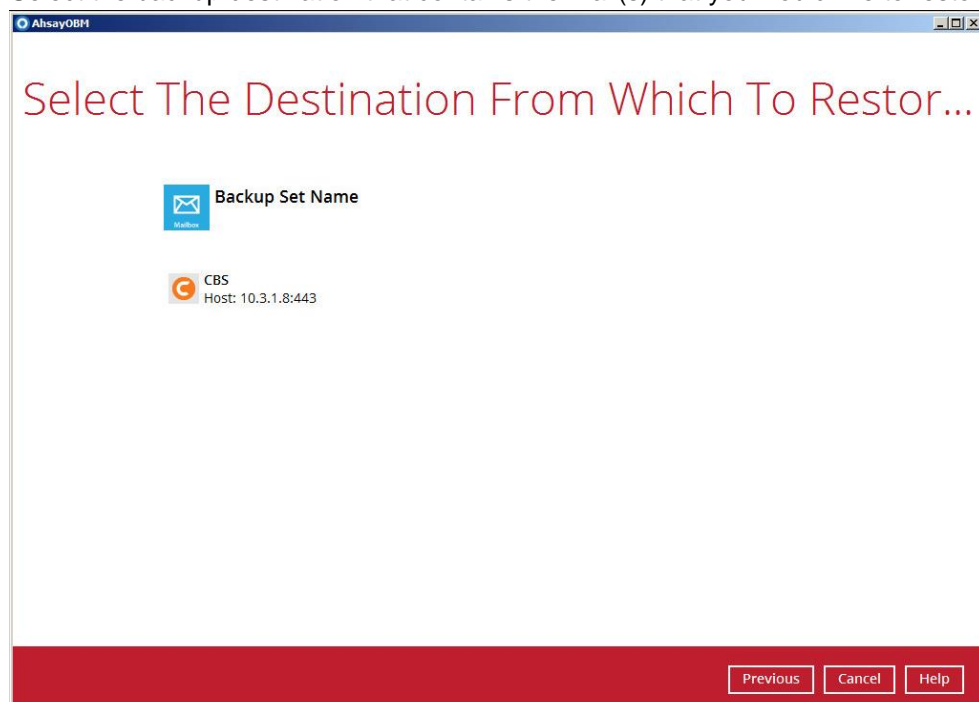 AhsayOBM
Select The Destination From Which To Restor...
Backup Set Name
Mailbox
CBS
Host: 10.3.1.8:443
Previous Cancel Help